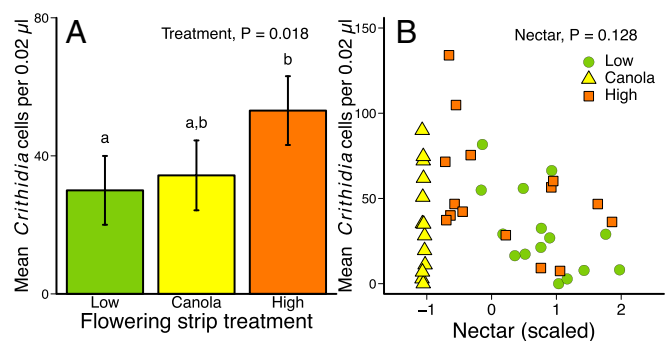 A
Treatment, P = 0.018
Mean Crithidia cells per 0.02 µl
80
40
0
a
a,b
b
Low
Canola
High
Flowering strip treatment
B
Nectar, P = 0.128
Low
Canola
High
Mean Crithidia cells per 0.02 µl
150
100
50
0
−1
0
1
2
Nectar (scaled)